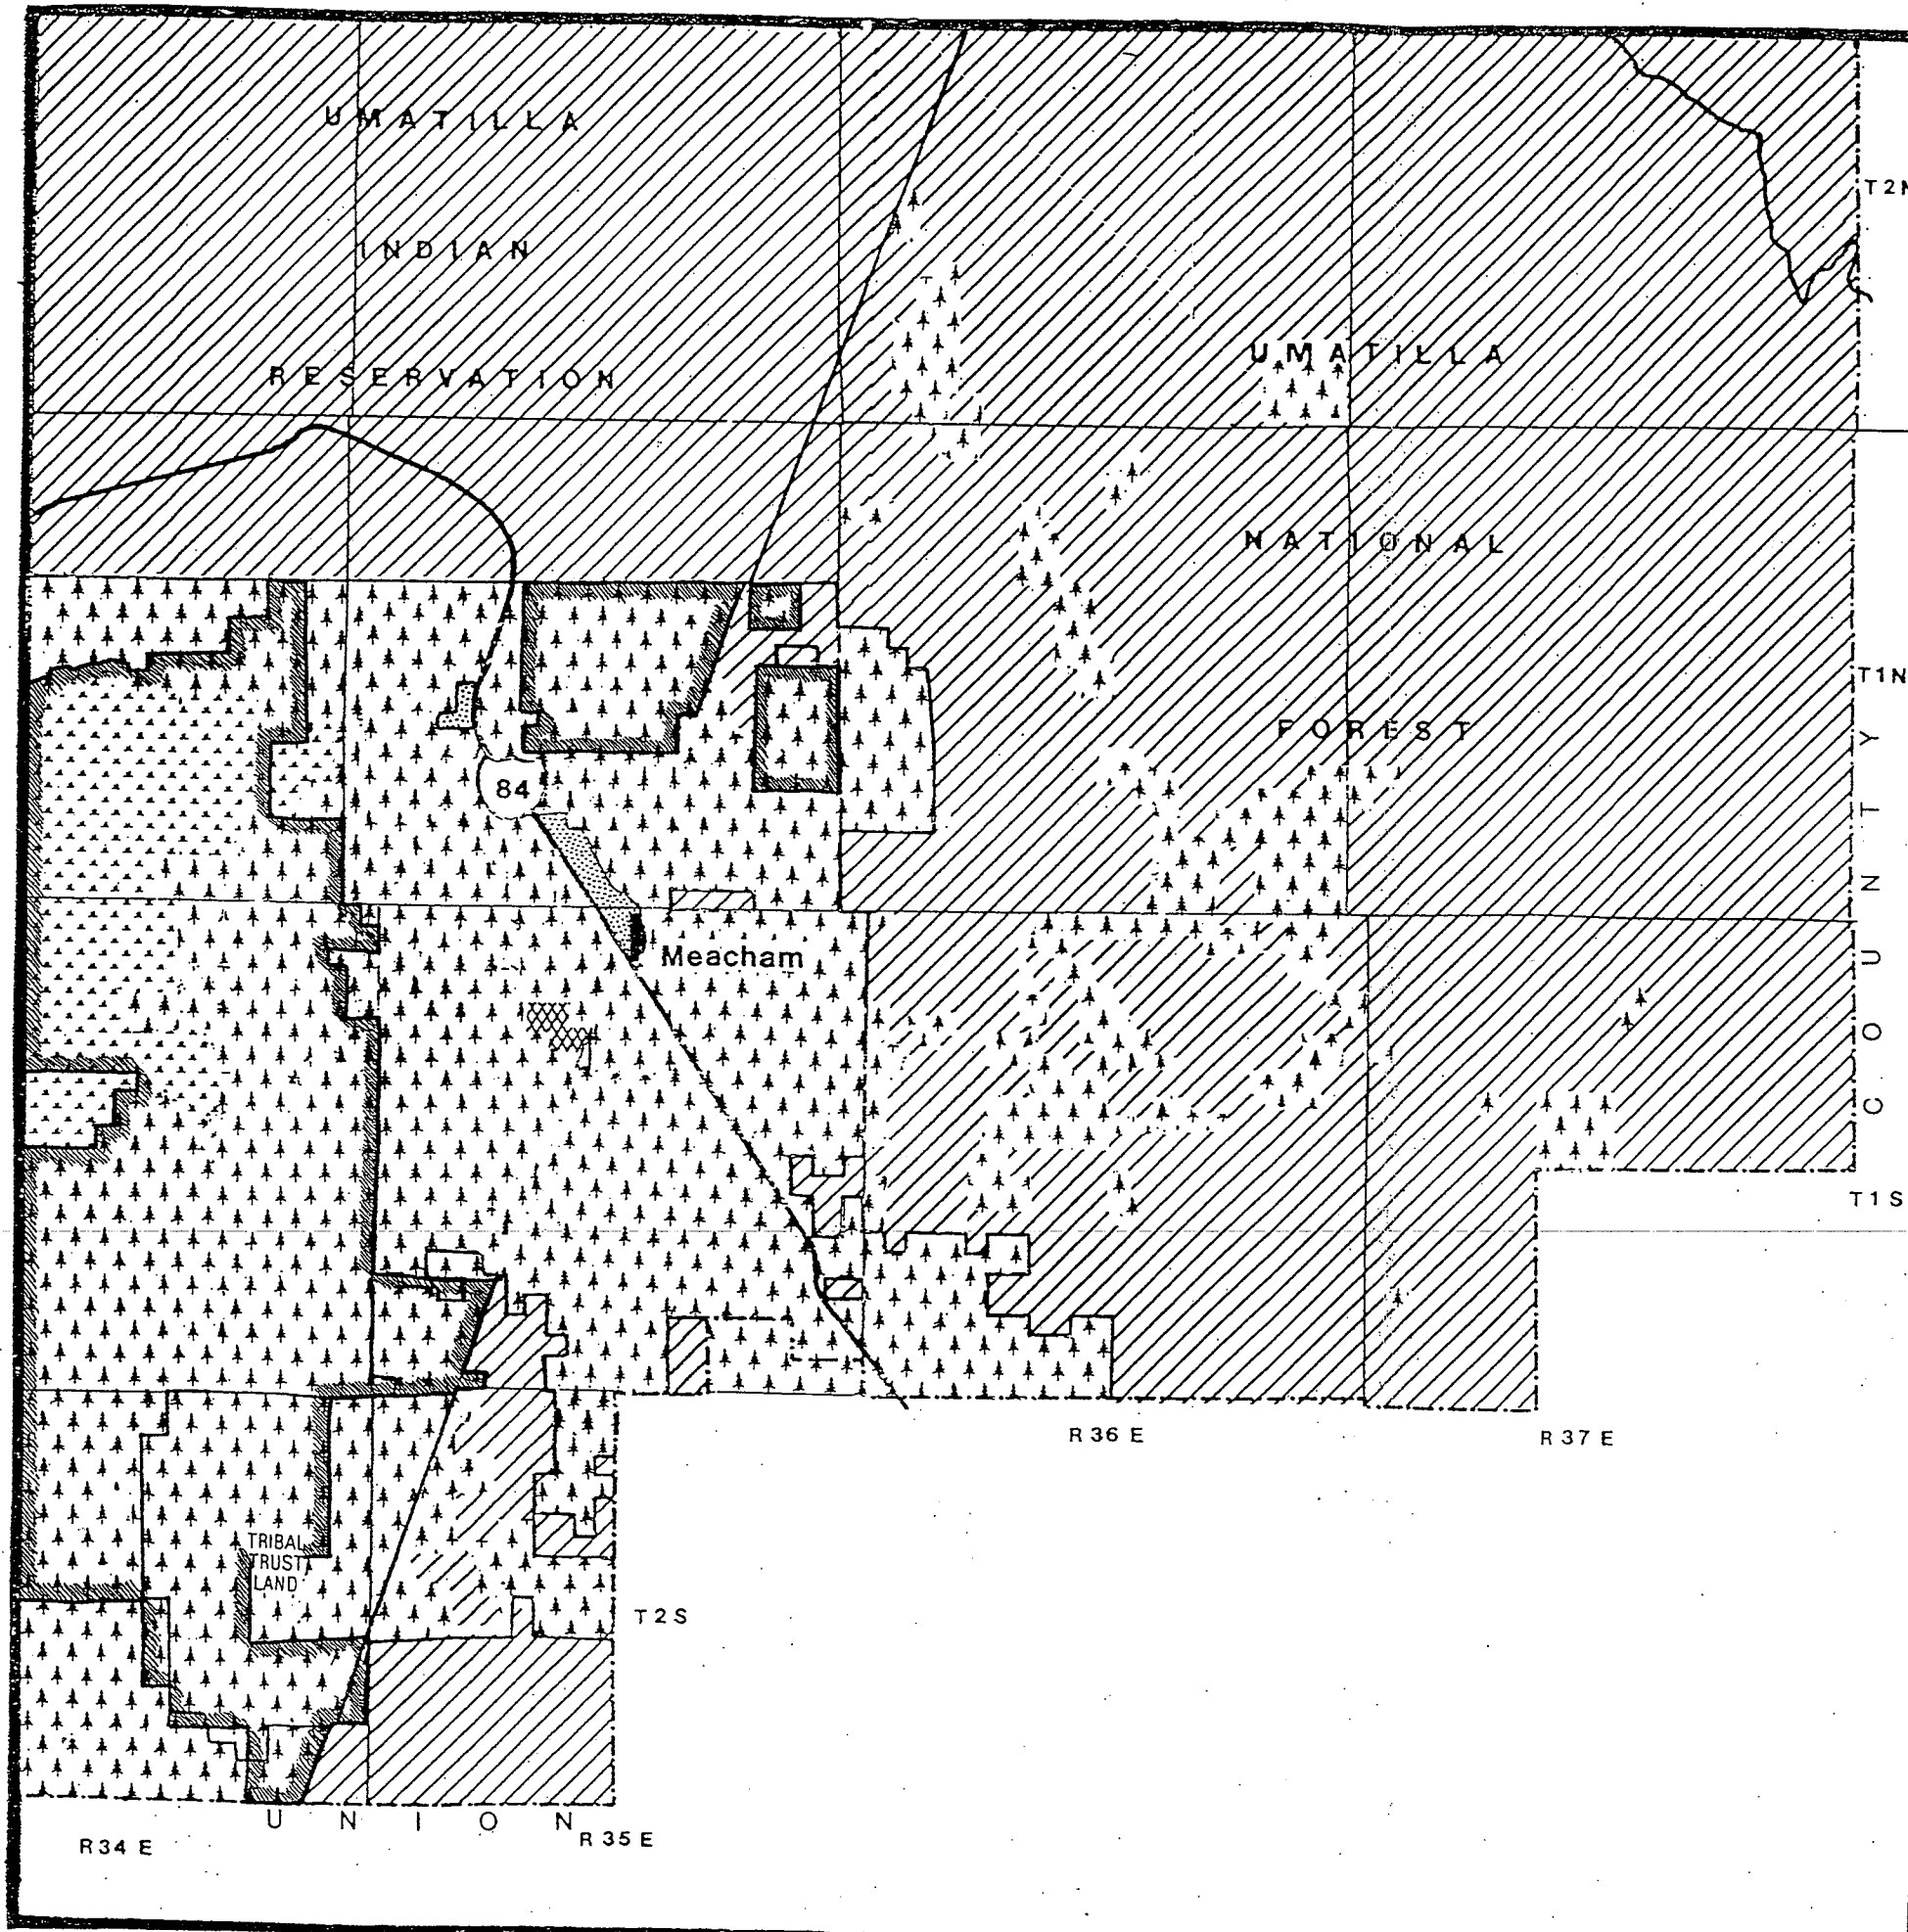 UMATILLA
INDIAN
RESERVATION
UMATILLA
NATIONAL
FOREST
T2N
T1N
84
Meacham
COUNTY
T1S
R36E
R37E
TRIBAL
TRUST
LAND
T2S
UNION
R34E
R35E